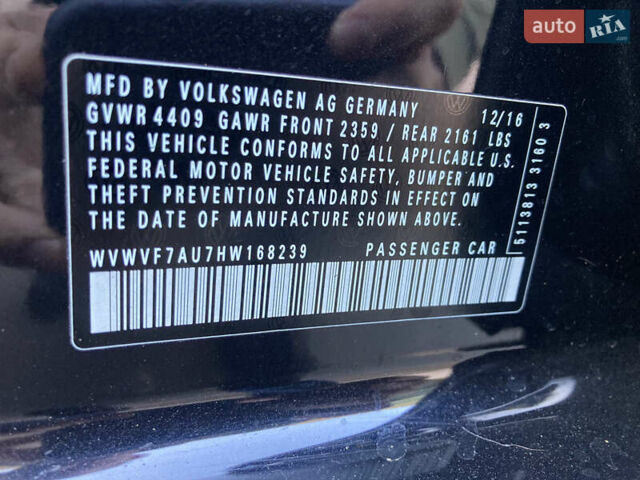 auto RIA .com
MFD BY VOLKSWAGEN AG GERMANY 12/16
GVWR 4409 GAWR FRONT 2359 / REAR 2161 LBS
THIS VEHICLE CONFORMS TO ALL APPLICABLE U.S.
FEDERAL MOTOR VEHICLE SAFETY, BUMPER AND
THEFT PREVENTION STANDARDS IN EFFECT ON
THE DATE OF MANUFACTURE SHOWN ABOVE.
WVWVF7AU7HW168239 PASSENGER CAR
5113813 3160 3